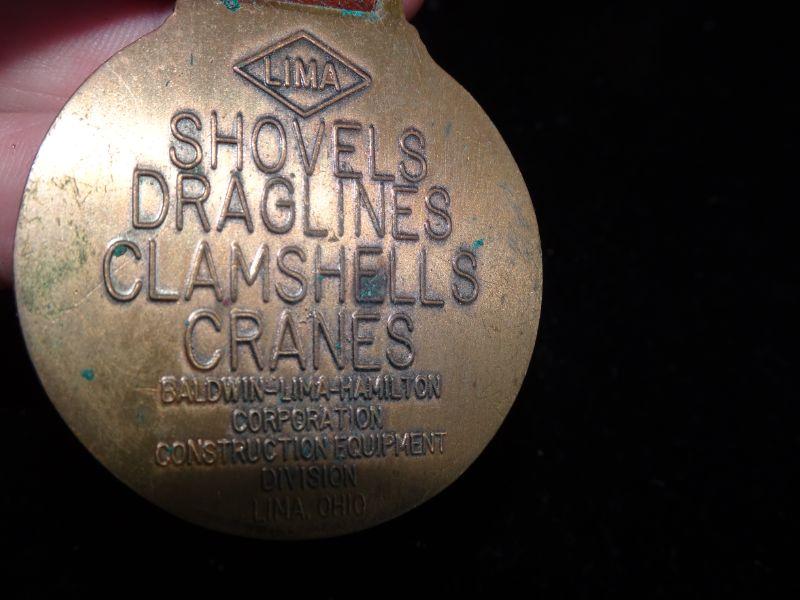 LIMA
SHOVELS
DRAGLINES
CLAMSHELLS
CRANES
BALDWIN-LIMA-HAMILTON
CORPORATION
CONSTRUCTION EQUIPMENT
DIVISION
LIMA, OHIO